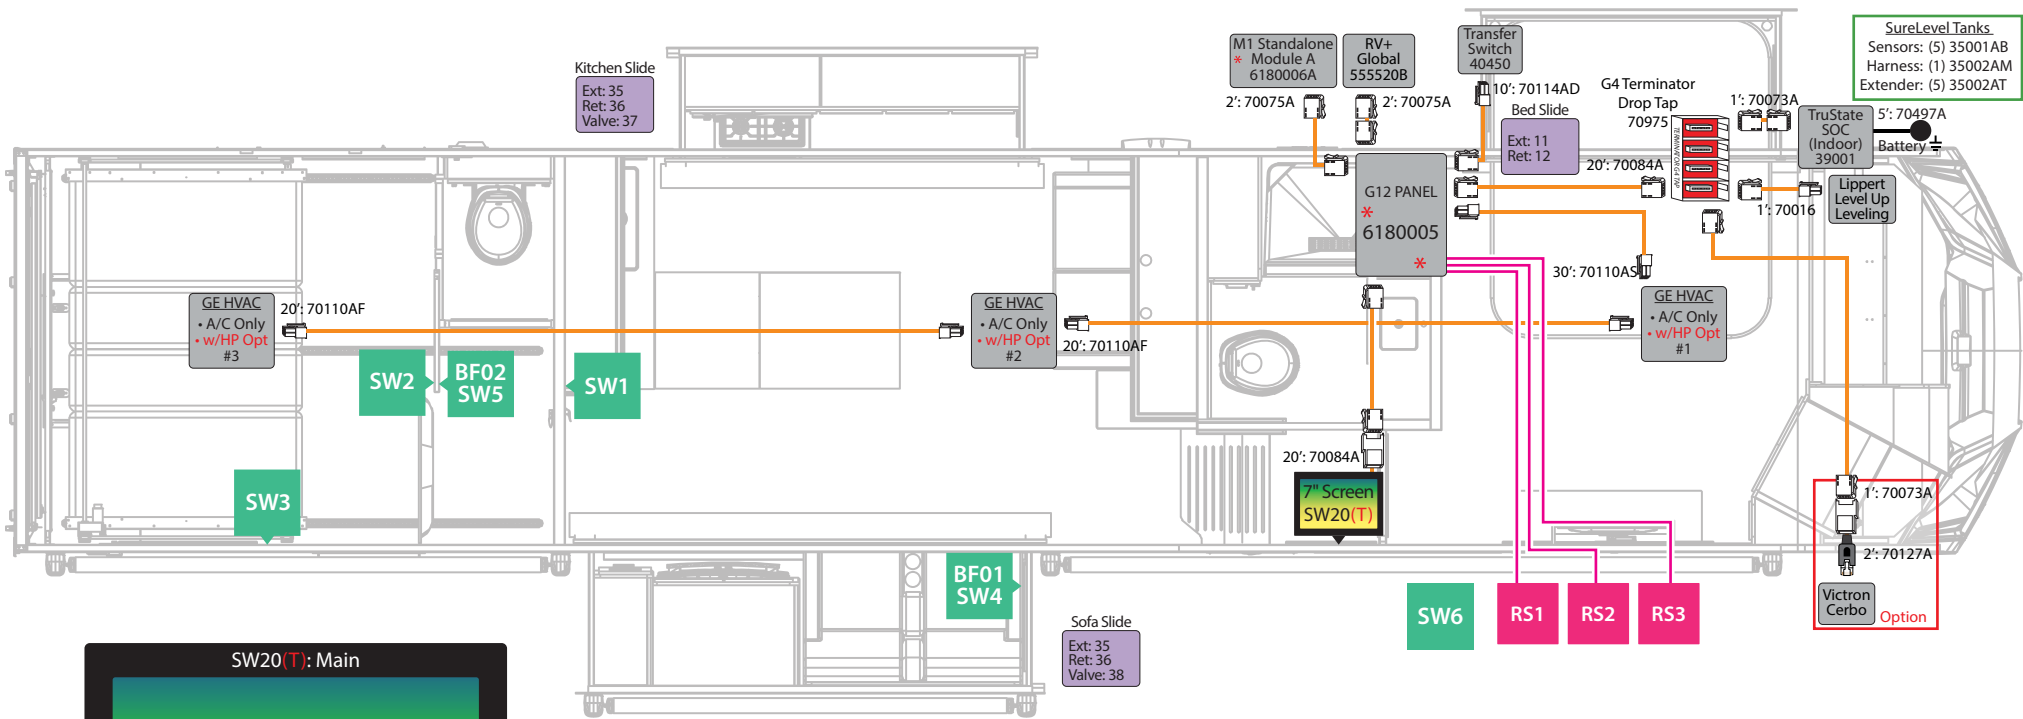 Kitchen Slide
Ext: 35
Ret: 36
Valve: 37
M1 Standalone
* Module A
6180006A
RV+
Global
555520B
Transfer
Switch
40450
2': 70075A
2': 70075A
10': 70114AD
Bed Slide
Ext: 11
Ret: 12
G4 Terminator
Drop Tap
70975
TERMINATOR G4 TAP
1': 70073A
20': 70084A
1': 70016
SureLevel Tanks
Sensors: (5) 35001AB
Harness: (1) 35002AM
Extender: (5) 35002AT
TruState
SOC
(Indoor)
39001
5': 70497A
Battery
Lippert
Level Up
Leveling
G12 PANEL
*
6180005
*
30': 70110AS
GE HVAC
• A/C Only
• w/HP Opt
#3
20': 70110AF
GE HVAC
• A/C Only
• w/HP Opt
#2
20': 70110AF
GE HVAC
• A/C Only
• w/HP Opt
#1
SW2
BF02
SW5
SW1
SW3
20': 70084A
7" Screen
SW20(T)
1': 70073A
2': 70127A
Victron
Cerbo
Option
BF01
SW4
SW6
RS1
RS2
RS3
Sofa Slide
Ext: 35
Ret: 36
Valve: 38
SW20(T): Main